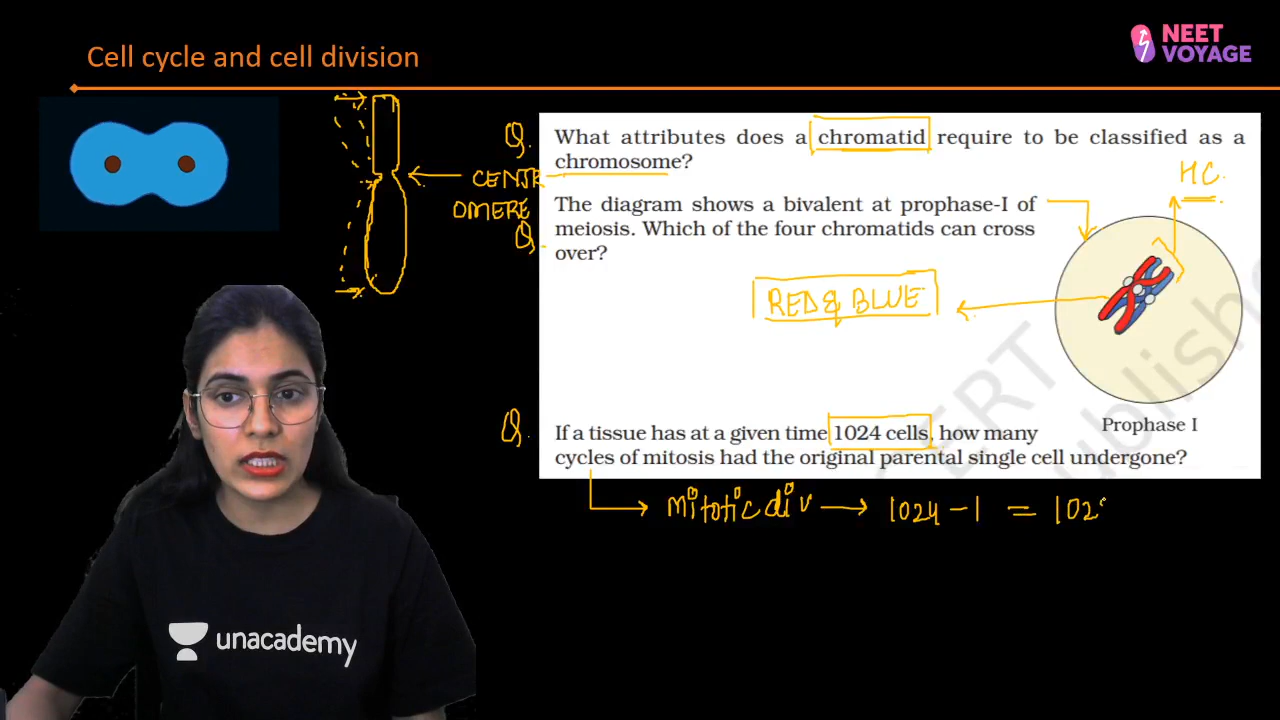 Cell cycle and cell division
NEET
VOYAGE
Q.
What attributes does a chromatid require to be classified as a
chromosome?
CENTR
OMERE
HC.
Q.
The diagram shows a bivalent at prophase-I of
meiosis. Which of the four chromatids can cross
over?
RED & BLUE
Prophase I
Q.
If a tissue has at a given time 1024 cells, how many
cycles of mitosis had the original parental single cell undergone?
mitotic div → 1024 - 1 =
unacademy